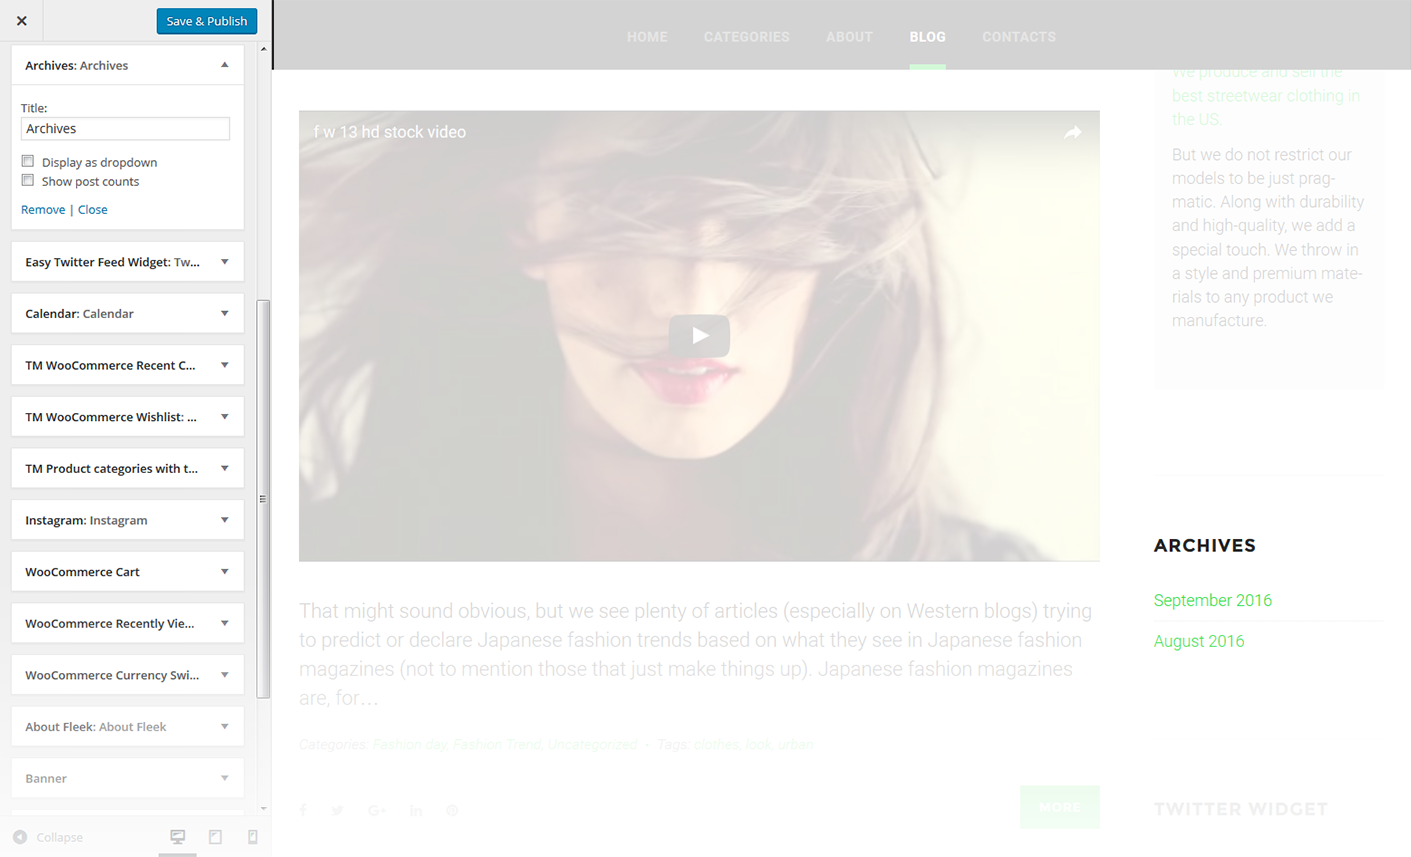 Save & Publish
Archives: Archives
Title:
Archives
Display as dropdown
Show post counts
Remove | Close
Easy Twitter Feed Widget: Tw...
Calendar: Calendar
TM WooCommerce Recent C...
TM WooCommerce Wishlist: ...
TM Product categories with t...
Instagram: Instagram
WooCommerce Cart
WooCommerce Recently Vie...
WooCommerce Currency Swi...
About Fleek: About Fleek
Banner
Collapse
HOME CATEGORIES ABOUT BLOG CONTACTS
f w 13 hd stock video
That might sound obvious, but we see plenty of articles (especially on Western blogs) trying
to predict or declare Japanese fashion trends based on what they see in Japanese fashion
magazines (not to mention those that just make things up). Japanese fashion magazines
are, for…
Categories: Fashion day, Fashion Trend, Uncategorized · Tags: clothes, look, urban
MORE
We produce and sell the
best streetwear clothing in
the US.
But we do not restrict our
models to be just prag-
matic. Along with durability
and high-quality, we add a
special touch. We throw in
a style and premium mate-
rials to any product we
manufacture.
ARCHIVES
September 2016
August 2016
TWITTER WIDGET